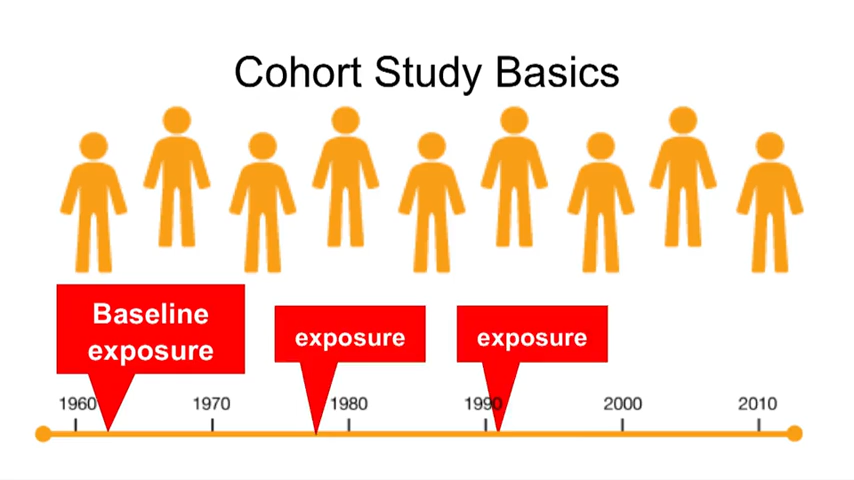 Cohort Study Basics
Baseline
exposure
exposure
exposure
1960
1970
1980
1990
2000
2010